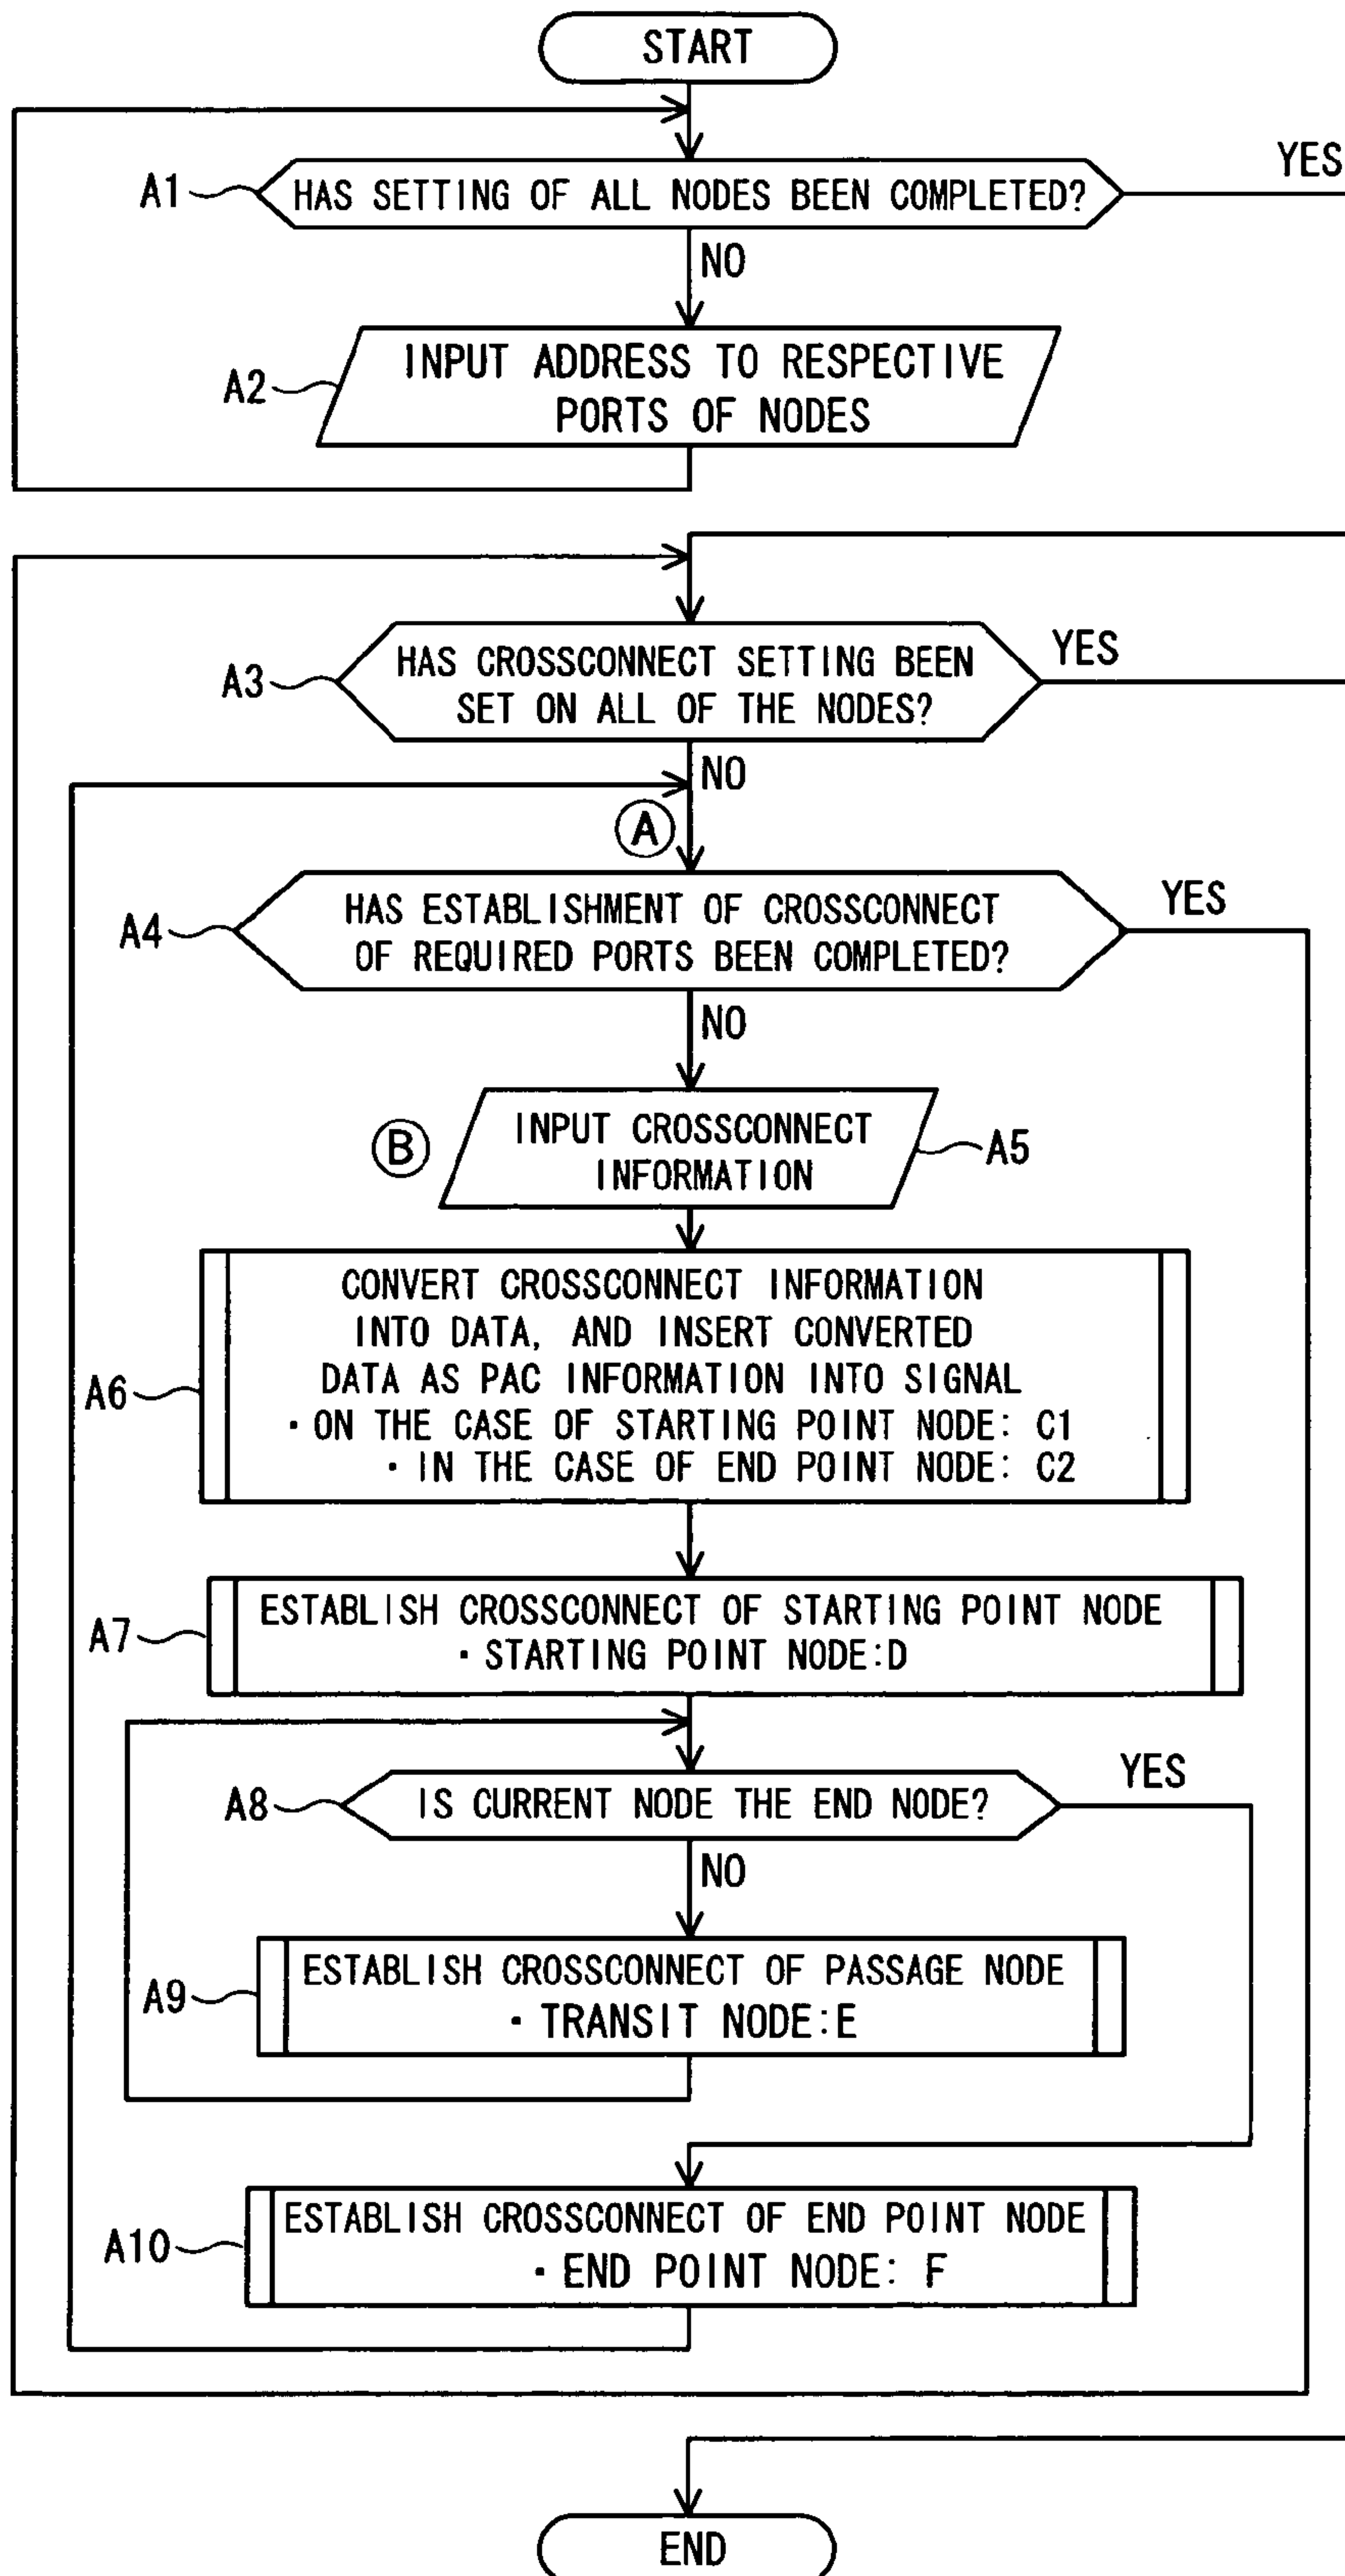 START
YES
A1
HAS SETTING OF ALL NODES BEEN COMPLETED?
NO
A2
INPUT ADDRESS TO RESPECTIVE
PORTS OF NODES
A3
HAS CROSSCONNECT SETTING BEEN
SET ON ALL OF THE NODES?
YES
NO
A
A4
HAS ESTABLISHMENT OF CROSSCONNECT
OF REQUIRED PORTS BEEN COMPLETED?
YES
NO
B
INPUT CROSSCONNECT
INFORMATION
A5
A6
CONVERT CROSSCONNECT INFORMATION
INTO DATA, AND INSERT CONVERTED
DATA AS PAC INFORMATION INTO SIGNAL
・ON THE CASE OF STARTING POINT NODE: C1
・IN THE CASE OF END POINT NODE: C2
A7
ESTABLISH CROSSCONNECT OF STARTING POINT NODE
・STARTING POINT NODE:D
A8
IS CURRENT NODE THE END NODE?
YES
NO
A9
ESTABLISH CROSSCONNECT OF PASSAGE NODE
・TRANSIT NODE:E
A10
ESTABLISH CROSSCONNECT OF END POINT NODE
・END POINT NODE: F
END